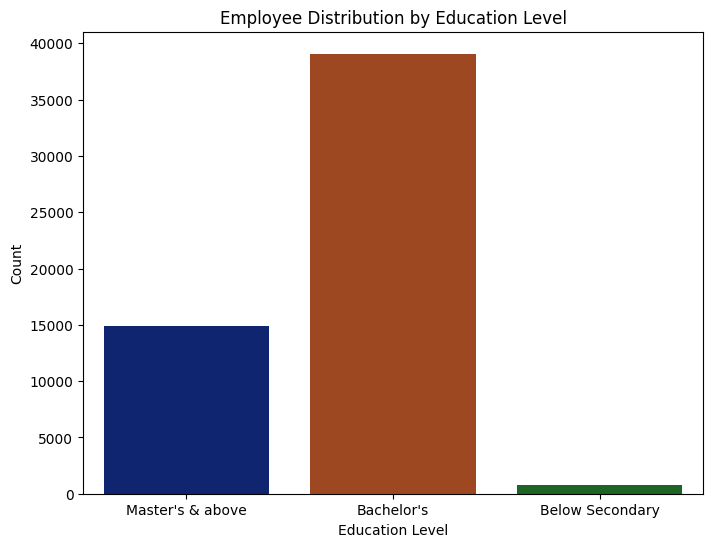 Employee Distribution by Education Level
40000
35000
30000
25000
20000
15000
10000
5000
0
Count
Master's & above
Bachelor's
Below Secondary
Education Level